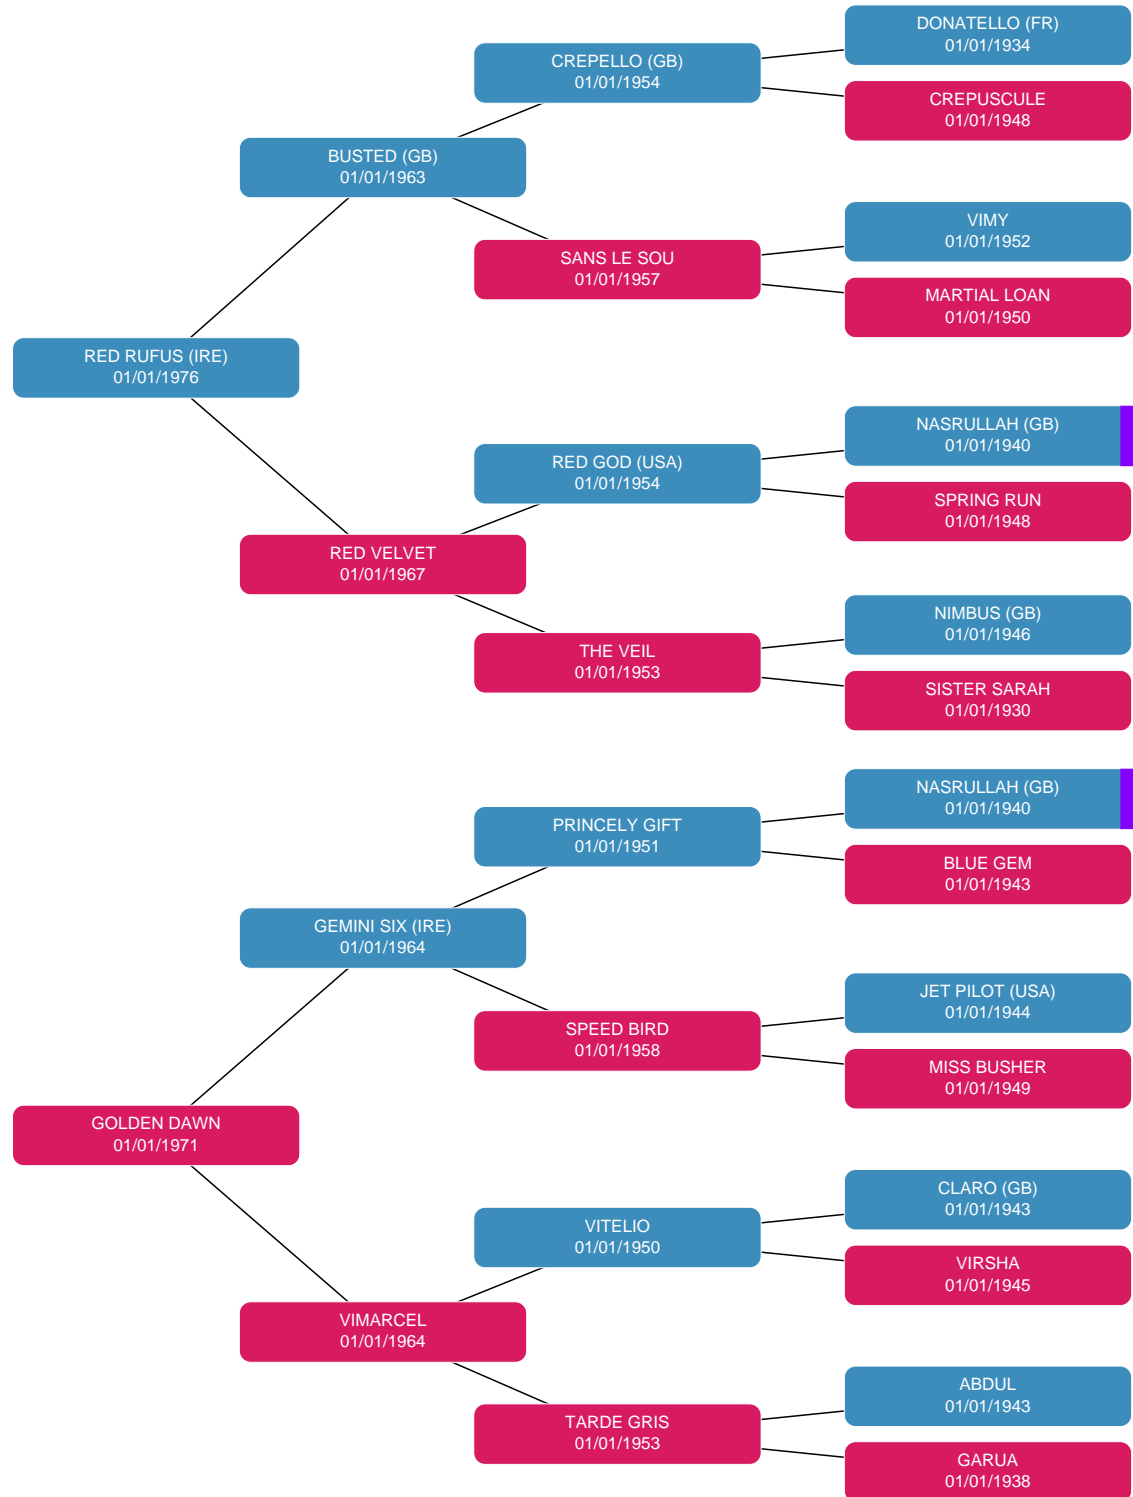 DONATELLO (FR)
01/01/1934
CREPELLO (GB)
01/01/1954
CREPUSCULE
01/01/1948
BUSTED (GB)
01/01/1963
VIMY
01/01/1952
SANS LE SOU
01/01/1957
MARTIAL LOAN
01/01/1950
RED RUFUS (IRE)
01/01/1976
NASRULLAH (GB)
01/01/1940
RED GOD (USA)
01/01/1954
SPRING RUN
01/01/1948
RED VELVET
01/01/1967
NIMBUS (GB)
01/01/1946
THE VEIL
01/01/1953
SISTER SARAH
01/01/1930
NASRULLAH (GB)
01/01/1940
PRINCELY GIFT
01/01/1951
BLUE GEM
01/01/1943
GEMINI SIX (IRE)
01/01/1964
JET PILOT (USA)
01/01/1944
SPEED BIRD
01/01/1958
MISS BUSHER
01/01/1949
GOLDEN DAWN
01/01/1971
CLARO (GB)
01/01/1943
VITELIO
01/01/1950
VIRSHA
01/01/1945
VIMARCEL
01/01/1964
ABDUL
01/01/1943
TARDE GRIS
01/01/1953
GARUA
01/01/1938